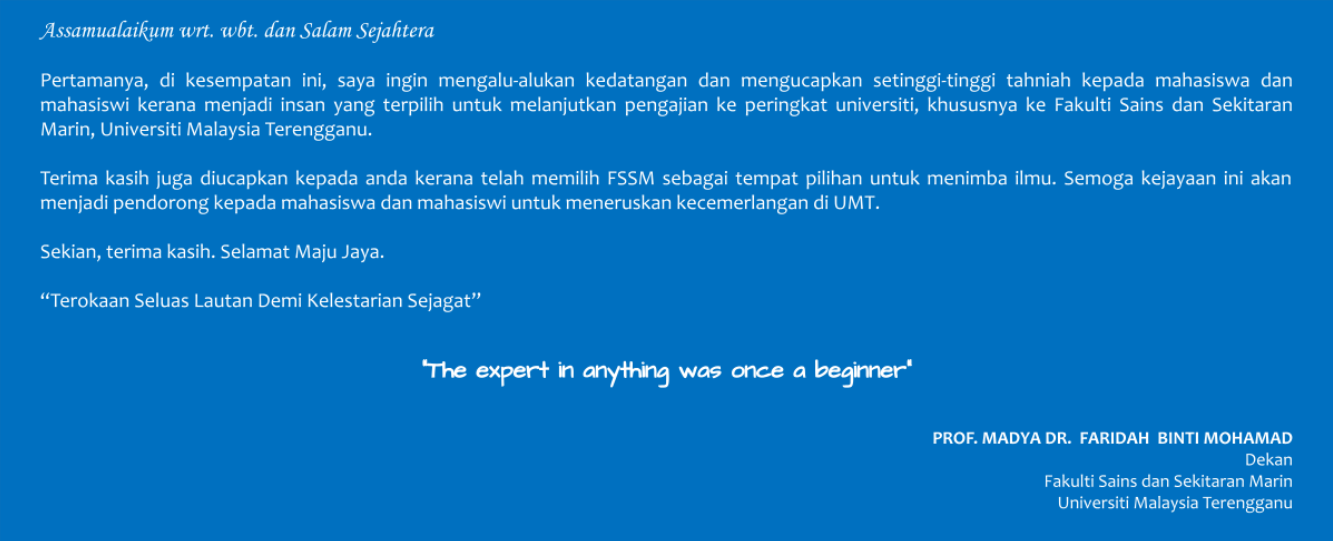 Assamualaikum wrt. wbt. dan Salam Sejahtera
Pertamanya, di kesempatan ini, saya ingin mengalu-alukan kedatangan dan mengucapkan setinggi-tinggi tahniah kepada mahasiswa dan
mahasiswi kerana menjadi insan yang terpilih untuk melanjutkan pengajian ke peringkat universiti, khususnya ke Fakulti Sains dan Sekitaran
Marin, Universiti Malaysia Terengganu.
Terima kasih juga diucapkan kepada anda kerana telah memilih FSSM sebagai tempat pilihan untuk menimba ilmu. Semoga kejayaan ini akan
menjadi pendorong kepada mahasiswa dan mahasiswi untuk meneruskan kecemerlangan di UMT.
Sekian, terima kasih. Selamat Maju Jaya.
“Terokaan Seluas Lautan Demi Kelestarian Sejagat”
"The expert in anything was once a beginner"
PROF. MADYA DR. FARIDAH BINTI MOHAMAD
Dekan
Fakulti Sains dan Sekitaran Marin
Universiti Malaysia Terengganu